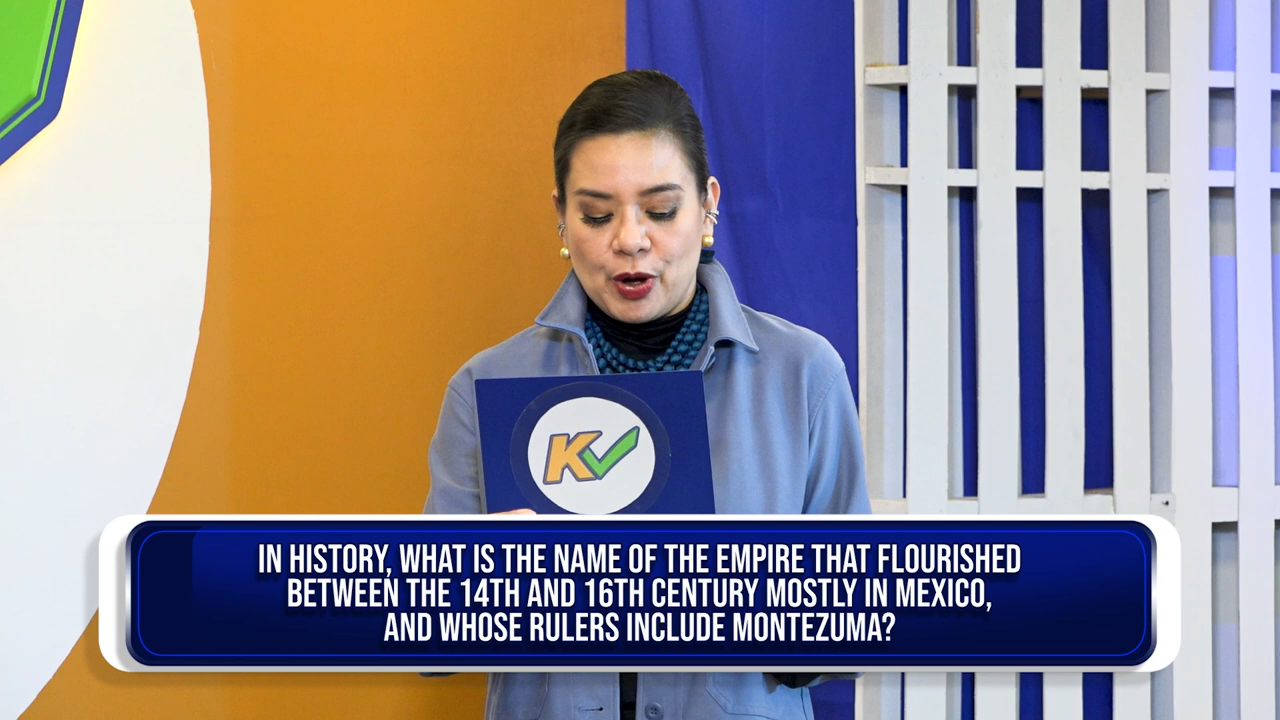 K
IN HISTORY, WHAT IS THE NAME OF THE EMPIRE THAT FLOURISHED
BETWEEN THE 14TH AND 16TH CENTURY MOSTLY IN MEXICO,
AND WHOSE RULERS INCLUDE MONTEZUMA?